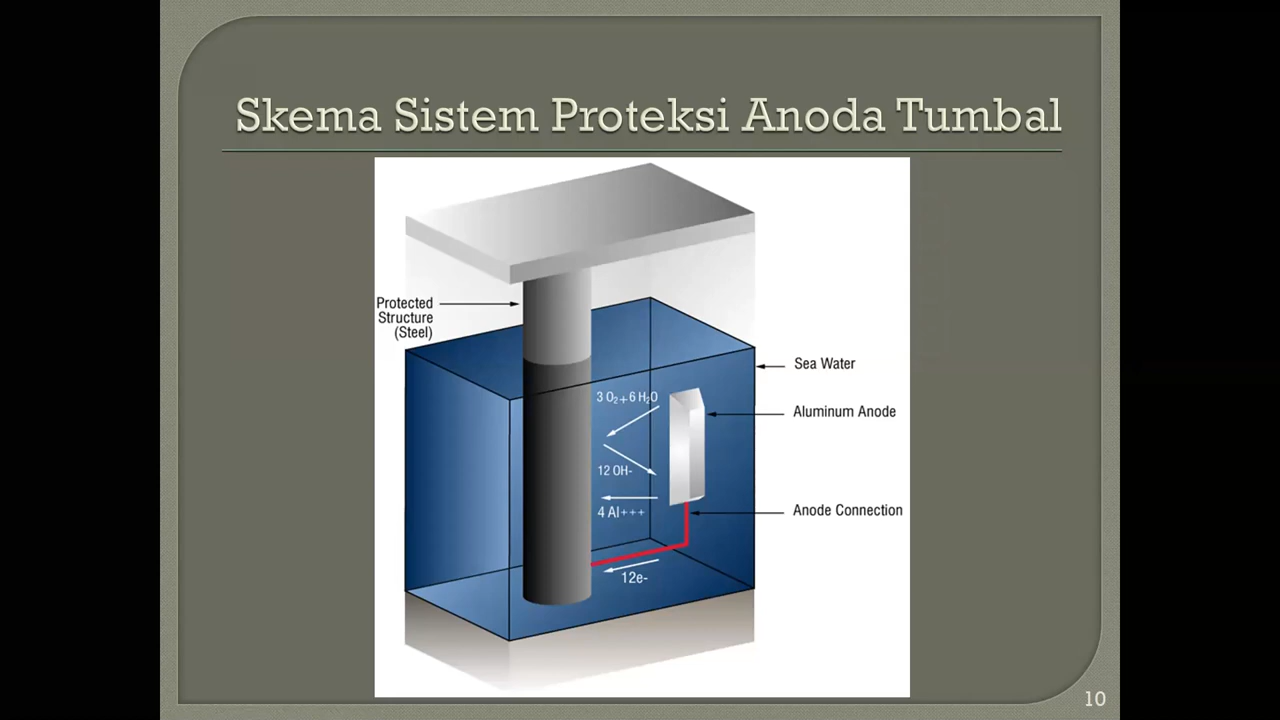 Skema Sistem Proteksi Anoda Tumbal
Protected
Structure
(Steel)
Sea Water
3 O₂+6 H₂O
Aluminum Anode
12 OH-
4 Al+++
Anode Connection
12e-
10